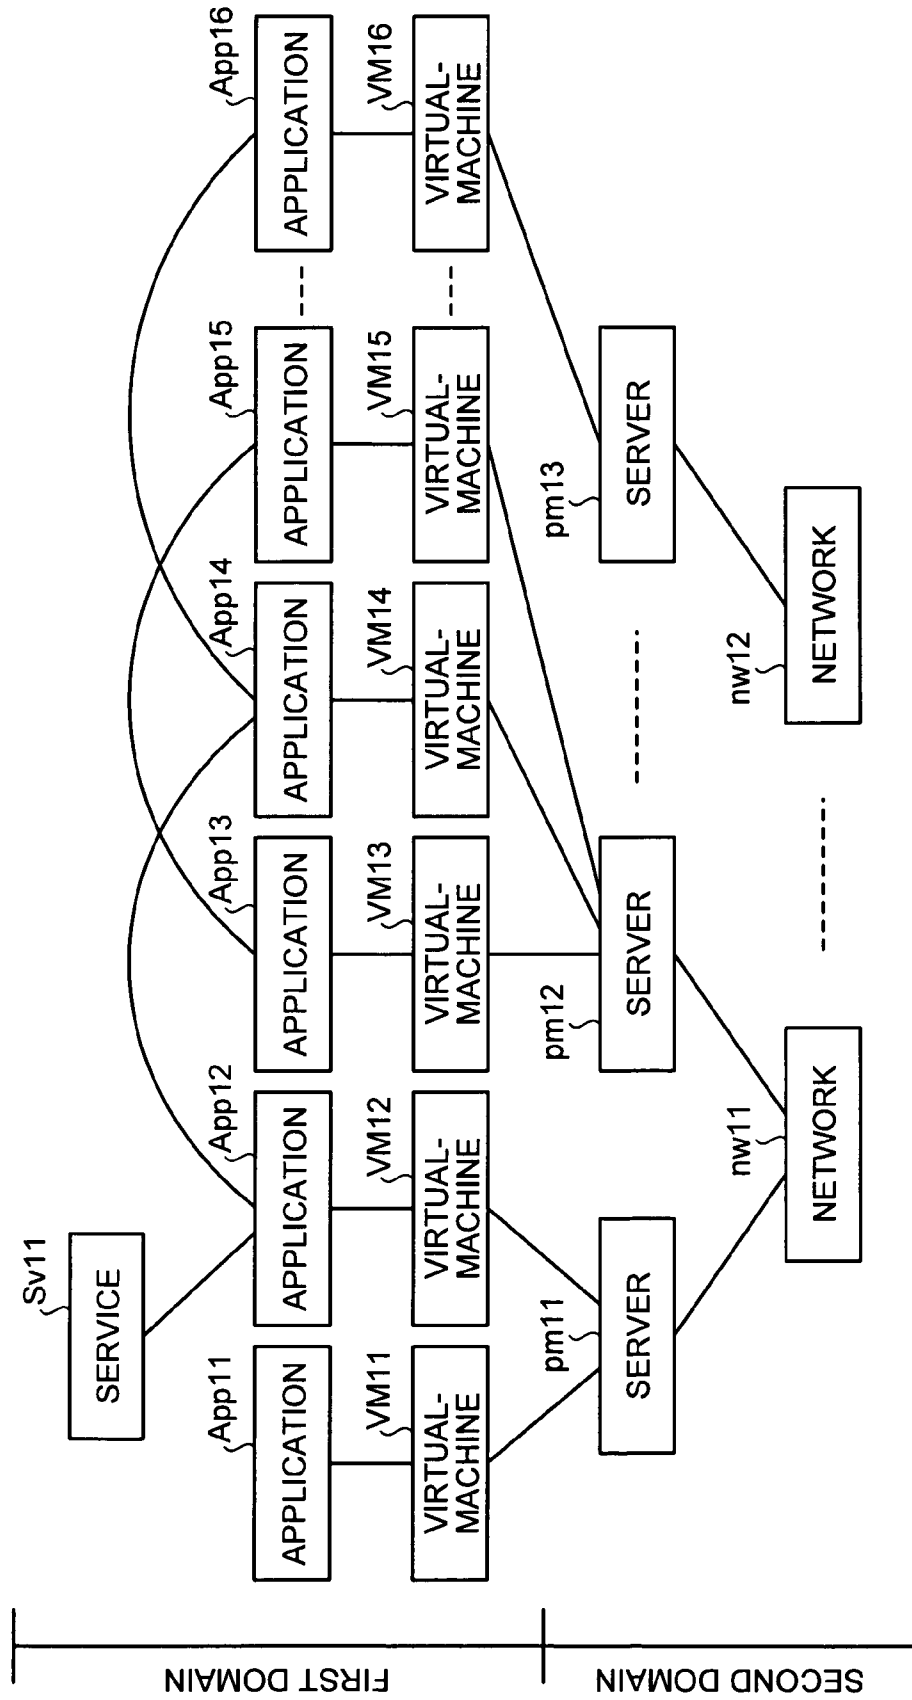 Sv11
SERVICE
App11
APPLICATION
App12
APPLICATION
App13
APPLICATION
App14
APPLICATION
App15
APPLICATION
App16
APPLICATION
VM11
VIRTUAL-
MACHINE
VM12
VIRTUAL-
MACHINE
VM13
VIRTUAL-
MACHINE
VM14
VIRTUAL-
MACHINE
VM15
VIRTUAL-
MACHINE
VM16
VIRTUAL-
MACHINE
pm11
SERVER
pm12
SERVER
pm13
SERVER
nw11
NETWORK
nw12
NETWORK
FIRST DOMAIN
SECOND DOMAIN